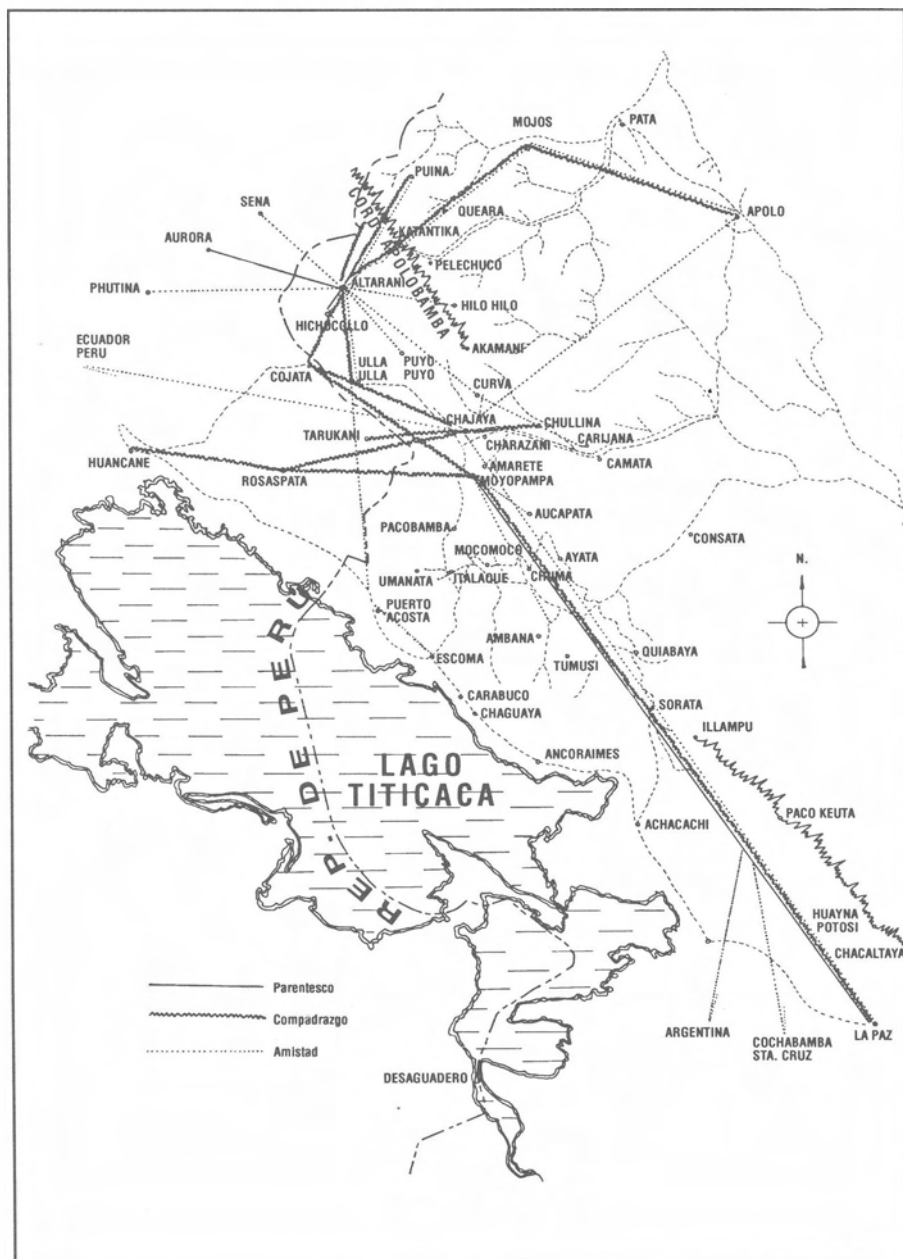 PATA
MOJOS
PUINA
SENA
QUEARA
APOLO
KATANTIKA
CORD. APOLOBAMBA
AURORA
PELECHUCO
ALTARANI
PHUTINA
HILO HILO
HICHOCOLLO
ECUADOR
PERU
AKAMANI
ULLA
ULLA
PUYO
PUYO
COJATA
CURVA
CHAJAYA
CHULLINA
TARUKANI
CHARAZANI
CARIJANA
HUANCANE
CAMATA
AMARETE
ROSASPATA
MOYOPAMPA
AUCAPATA
PACOBAMBA
CONSATA
MOCOMOCO
AYATA
UMANATA
ITALAQUE
CHUMA
N.
PUERTO
ACOSTA
AMBANA
QUIABAYA
ESCOMA
TUMUSI
CARABUCO
SORATA
CHAGUAYA
ILLAMPU
ANCORAIMES
REP. DE PERU
LAGO
TITICACA
PACO KEUTA
ACHACACHI
HUAYNA
POTOSI
CHACALTAYA
Parentesco
Compadrazgo
Amistad
ARGENTINA
COCHABAMBA
STA. CRUZ
LA PAZ
DESAGUADERO